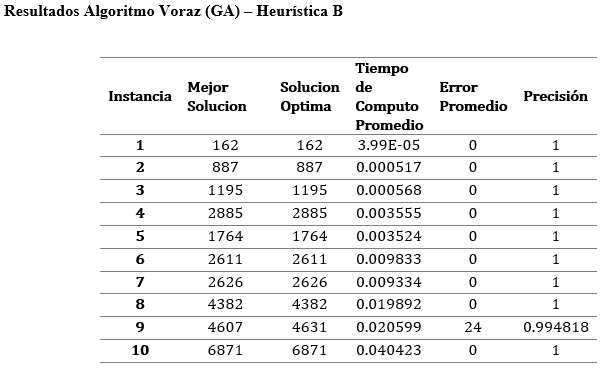 Resultados Algoritmo Voraz (GA) – Heurística B
Instancia Mejor Solucion Solucion Optima Tiempo de Computo Promedio Error Promedio Precisión
1 162 162 3.99E-05 0 1
2 887 887 0.000517 0 1
3 1195 1195 0.000568 0 1
4 2885 2885 0.003555 0 1
5 1764 1764 0.003524 0 1
6 2611 2611 0.009833 0 1
7 2626 2626 0.009334 0 1
8 4382 4382 0.019892 0 1
9 4607 4631 0.020599 24 0.994818
10 6871 6871 0.040423 0 1